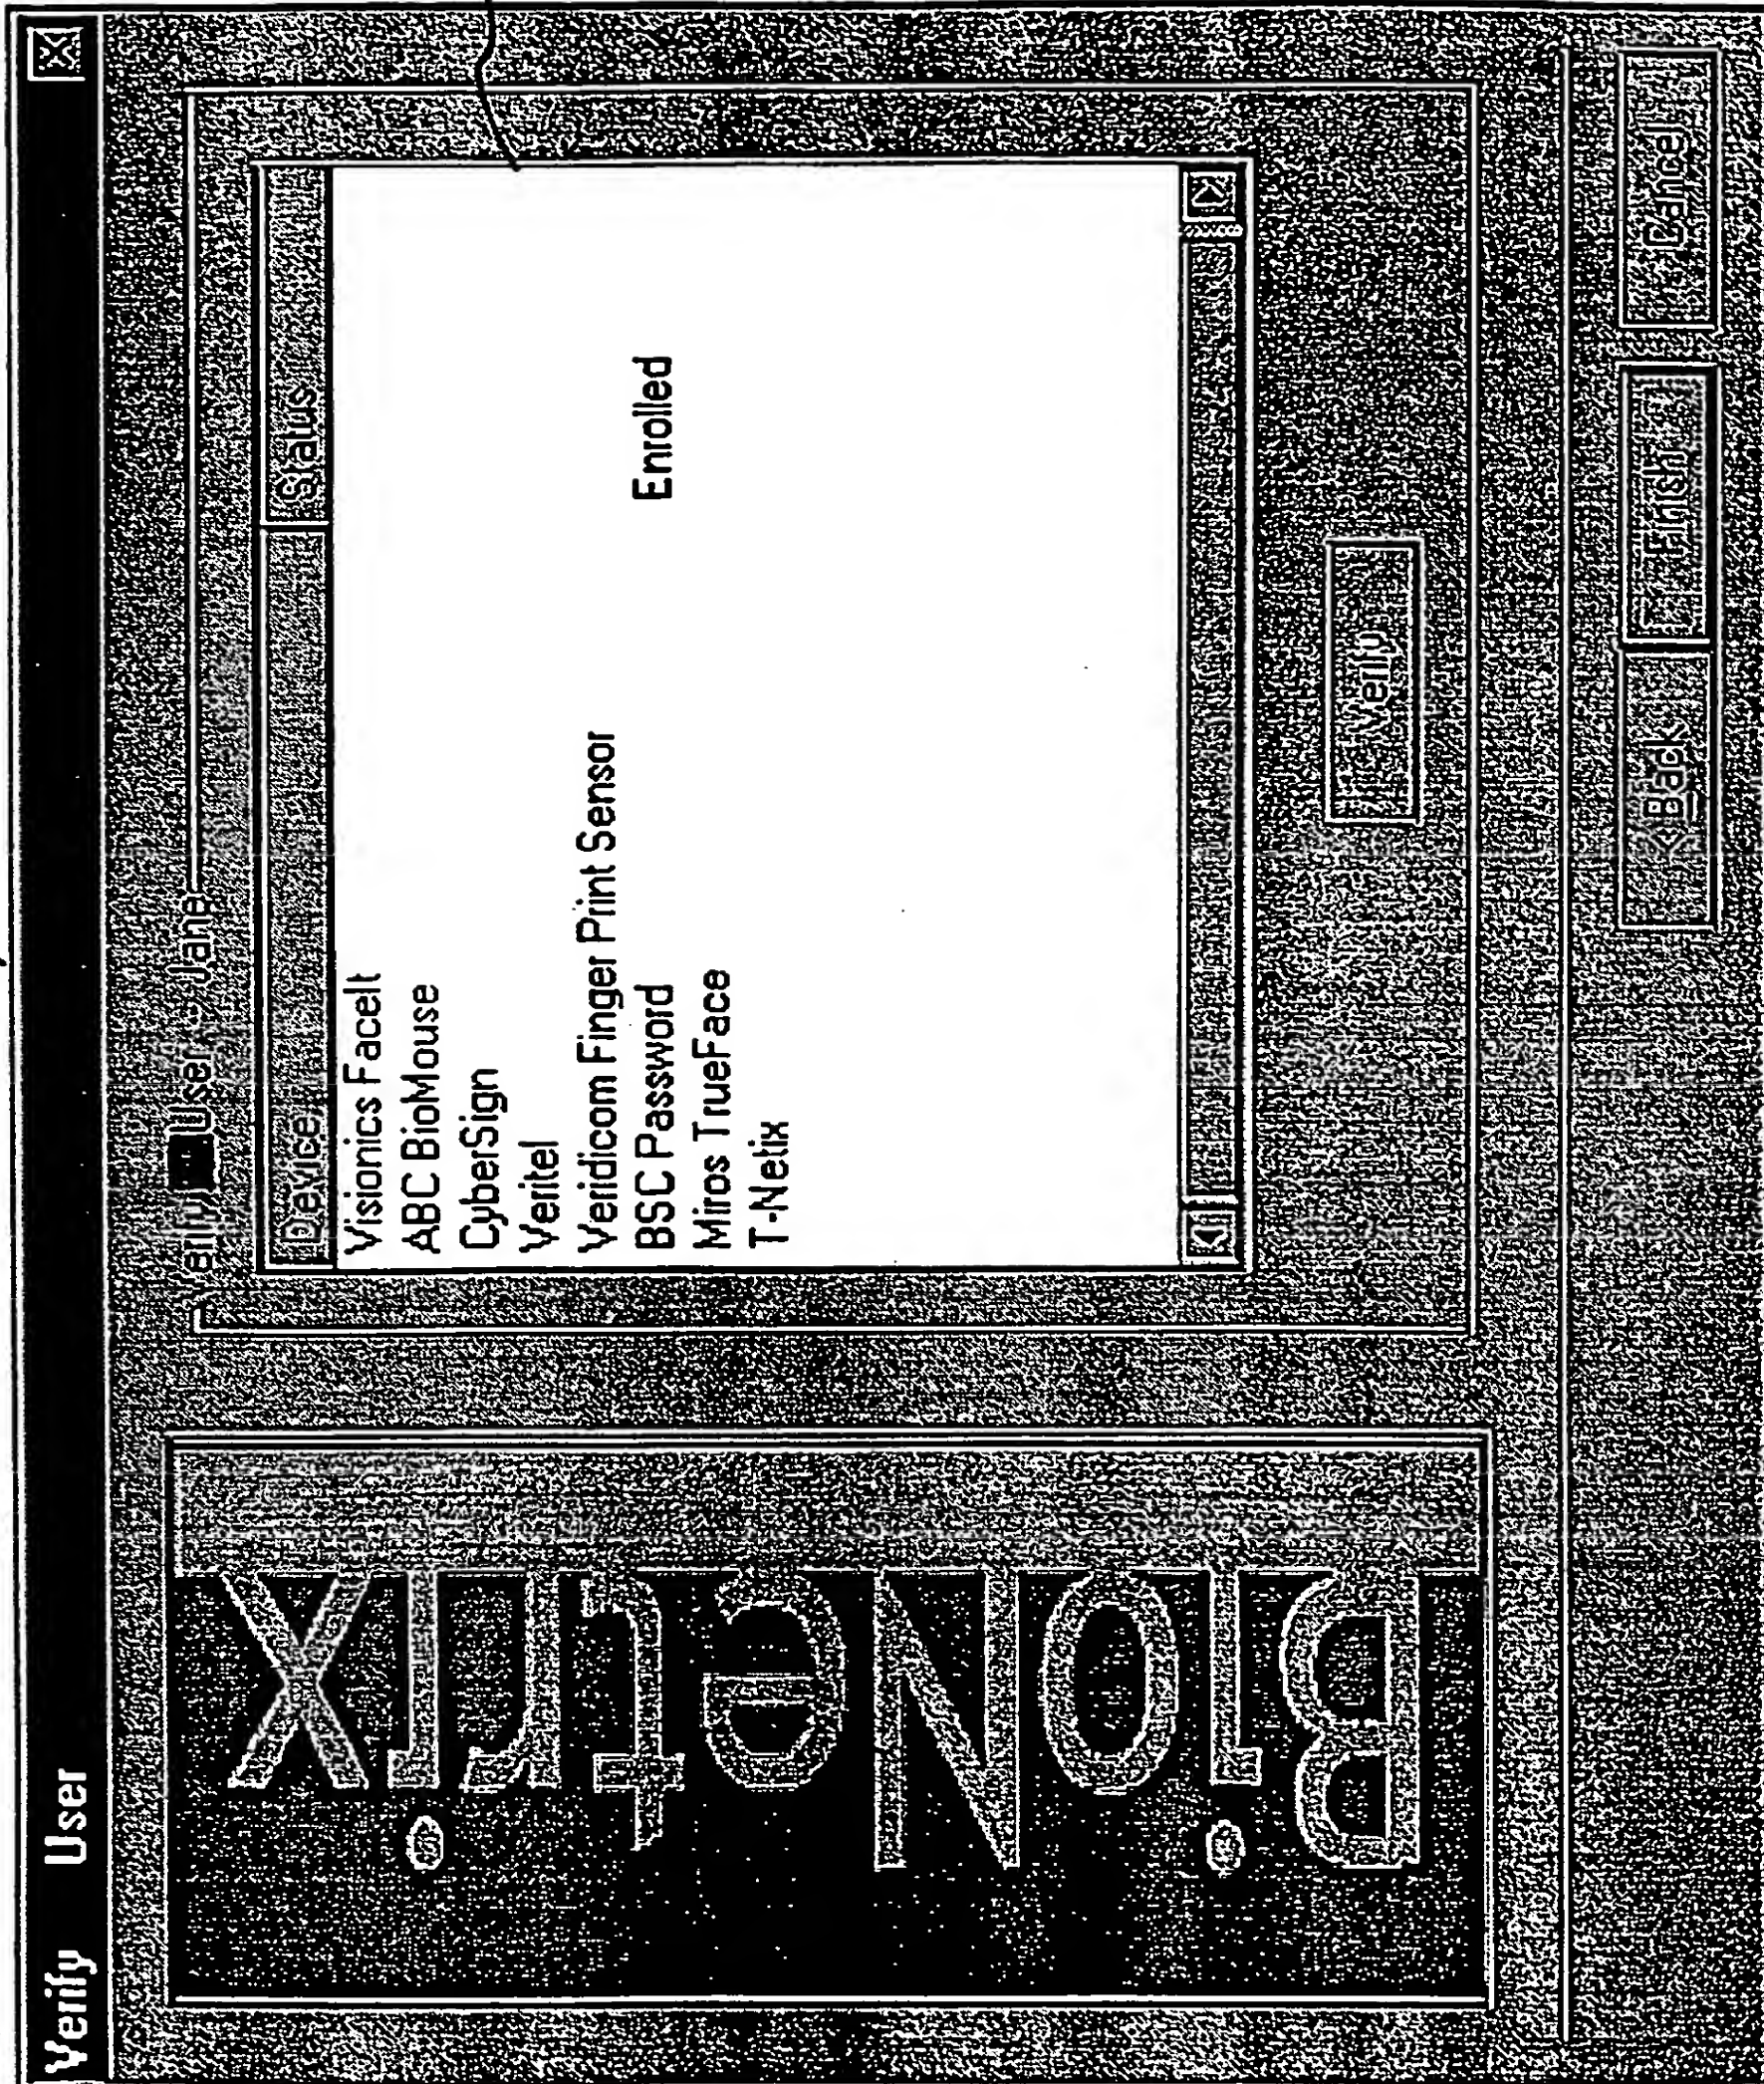 Verify User
BioNetrix
Verify User - Jane
Device Status
Visionics FaceIt
ABC BioMouse
CyberSign
Veritel
Veridicom Finger Print Sensor
BSC Password Enrolled
Miros TrueFace
T-Netix
Verify
<Back Finish Cancel